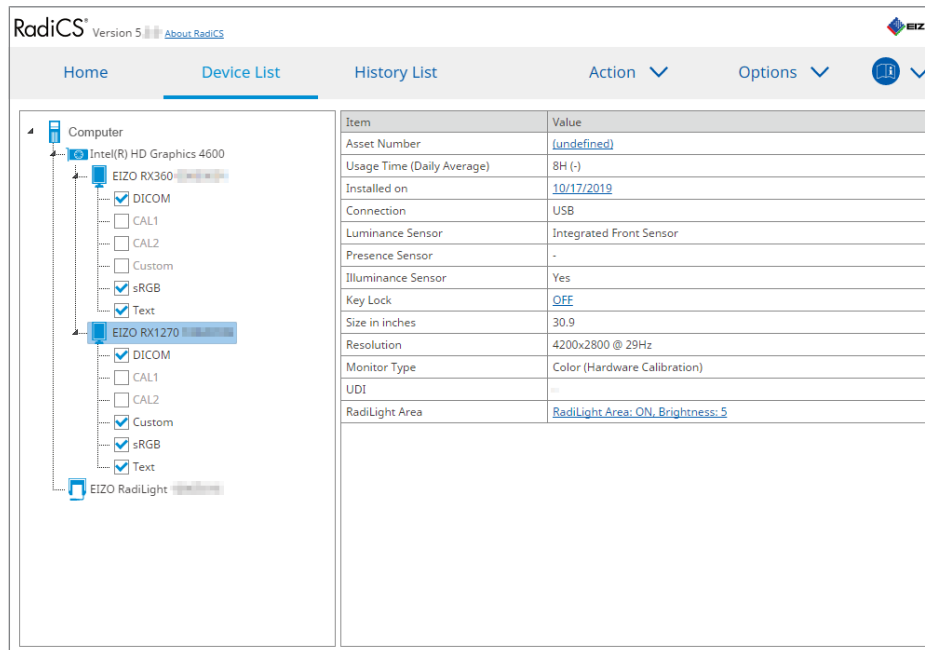 RadiCS® Version 5. About RadiCS
EIZO
Home Device List History List Action Options
Computer
Intel(R) HD Graphics 4600
EIZO RX360
DICOM
CAL1
CAL2
Custom
sRGB
Text
EIZO RX1270
DICOM
CAL1
CAL2
Custom
sRGB
Text
EIZO RadiLight
Item Value
Asset Number (undefined)
Usage Time (Daily Average) 8H (-)
Installed on 10/17/2019
Connection USB
Luminance Sensor Integrated Front Sensor
Presence Sensor -
Illuminance Sensor Yes
Key Lock OFF
Size in inches 30.9
Resolution 4200x2800 @ 29Hz
Monitor Type Color (Hardware Calibration)
UDI
RadiLight Area RadiLight Area: ON, Brightness: 5